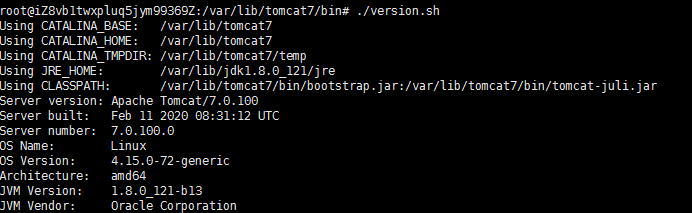 root@iZ8vb1twxpluq5jym99369Z:/var/lib/tomcat7/bin# ./version.sh
Using CATALINA_BASE:   /var/lib/tomcat7
Using CATALINA_HOME:   /var/lib/tomcat7
Using CATALINA_TMPDIR: /var/lib/tomcat7/temp
Using JRE_HOME:        /var/lib/jdk1.8.0_121/jre
Using CLASSPATH:       /var/lib/tomcat7/bin/bootstrap.jar:/var/lib/tomcat7/bin/tomcat-juli.jar
Server version: Apache Tomcat/7.0.100
Server built:   Feb 11 2020 08:31:12 UTC
Server number:  7.0.100.0
OS Name:        Linux
OS Version:     4.15.0-72-generic
Architecture:   amd64
JVM Version:    1.8.0_121-b13
JVM Vendor:     Oracle Corporation